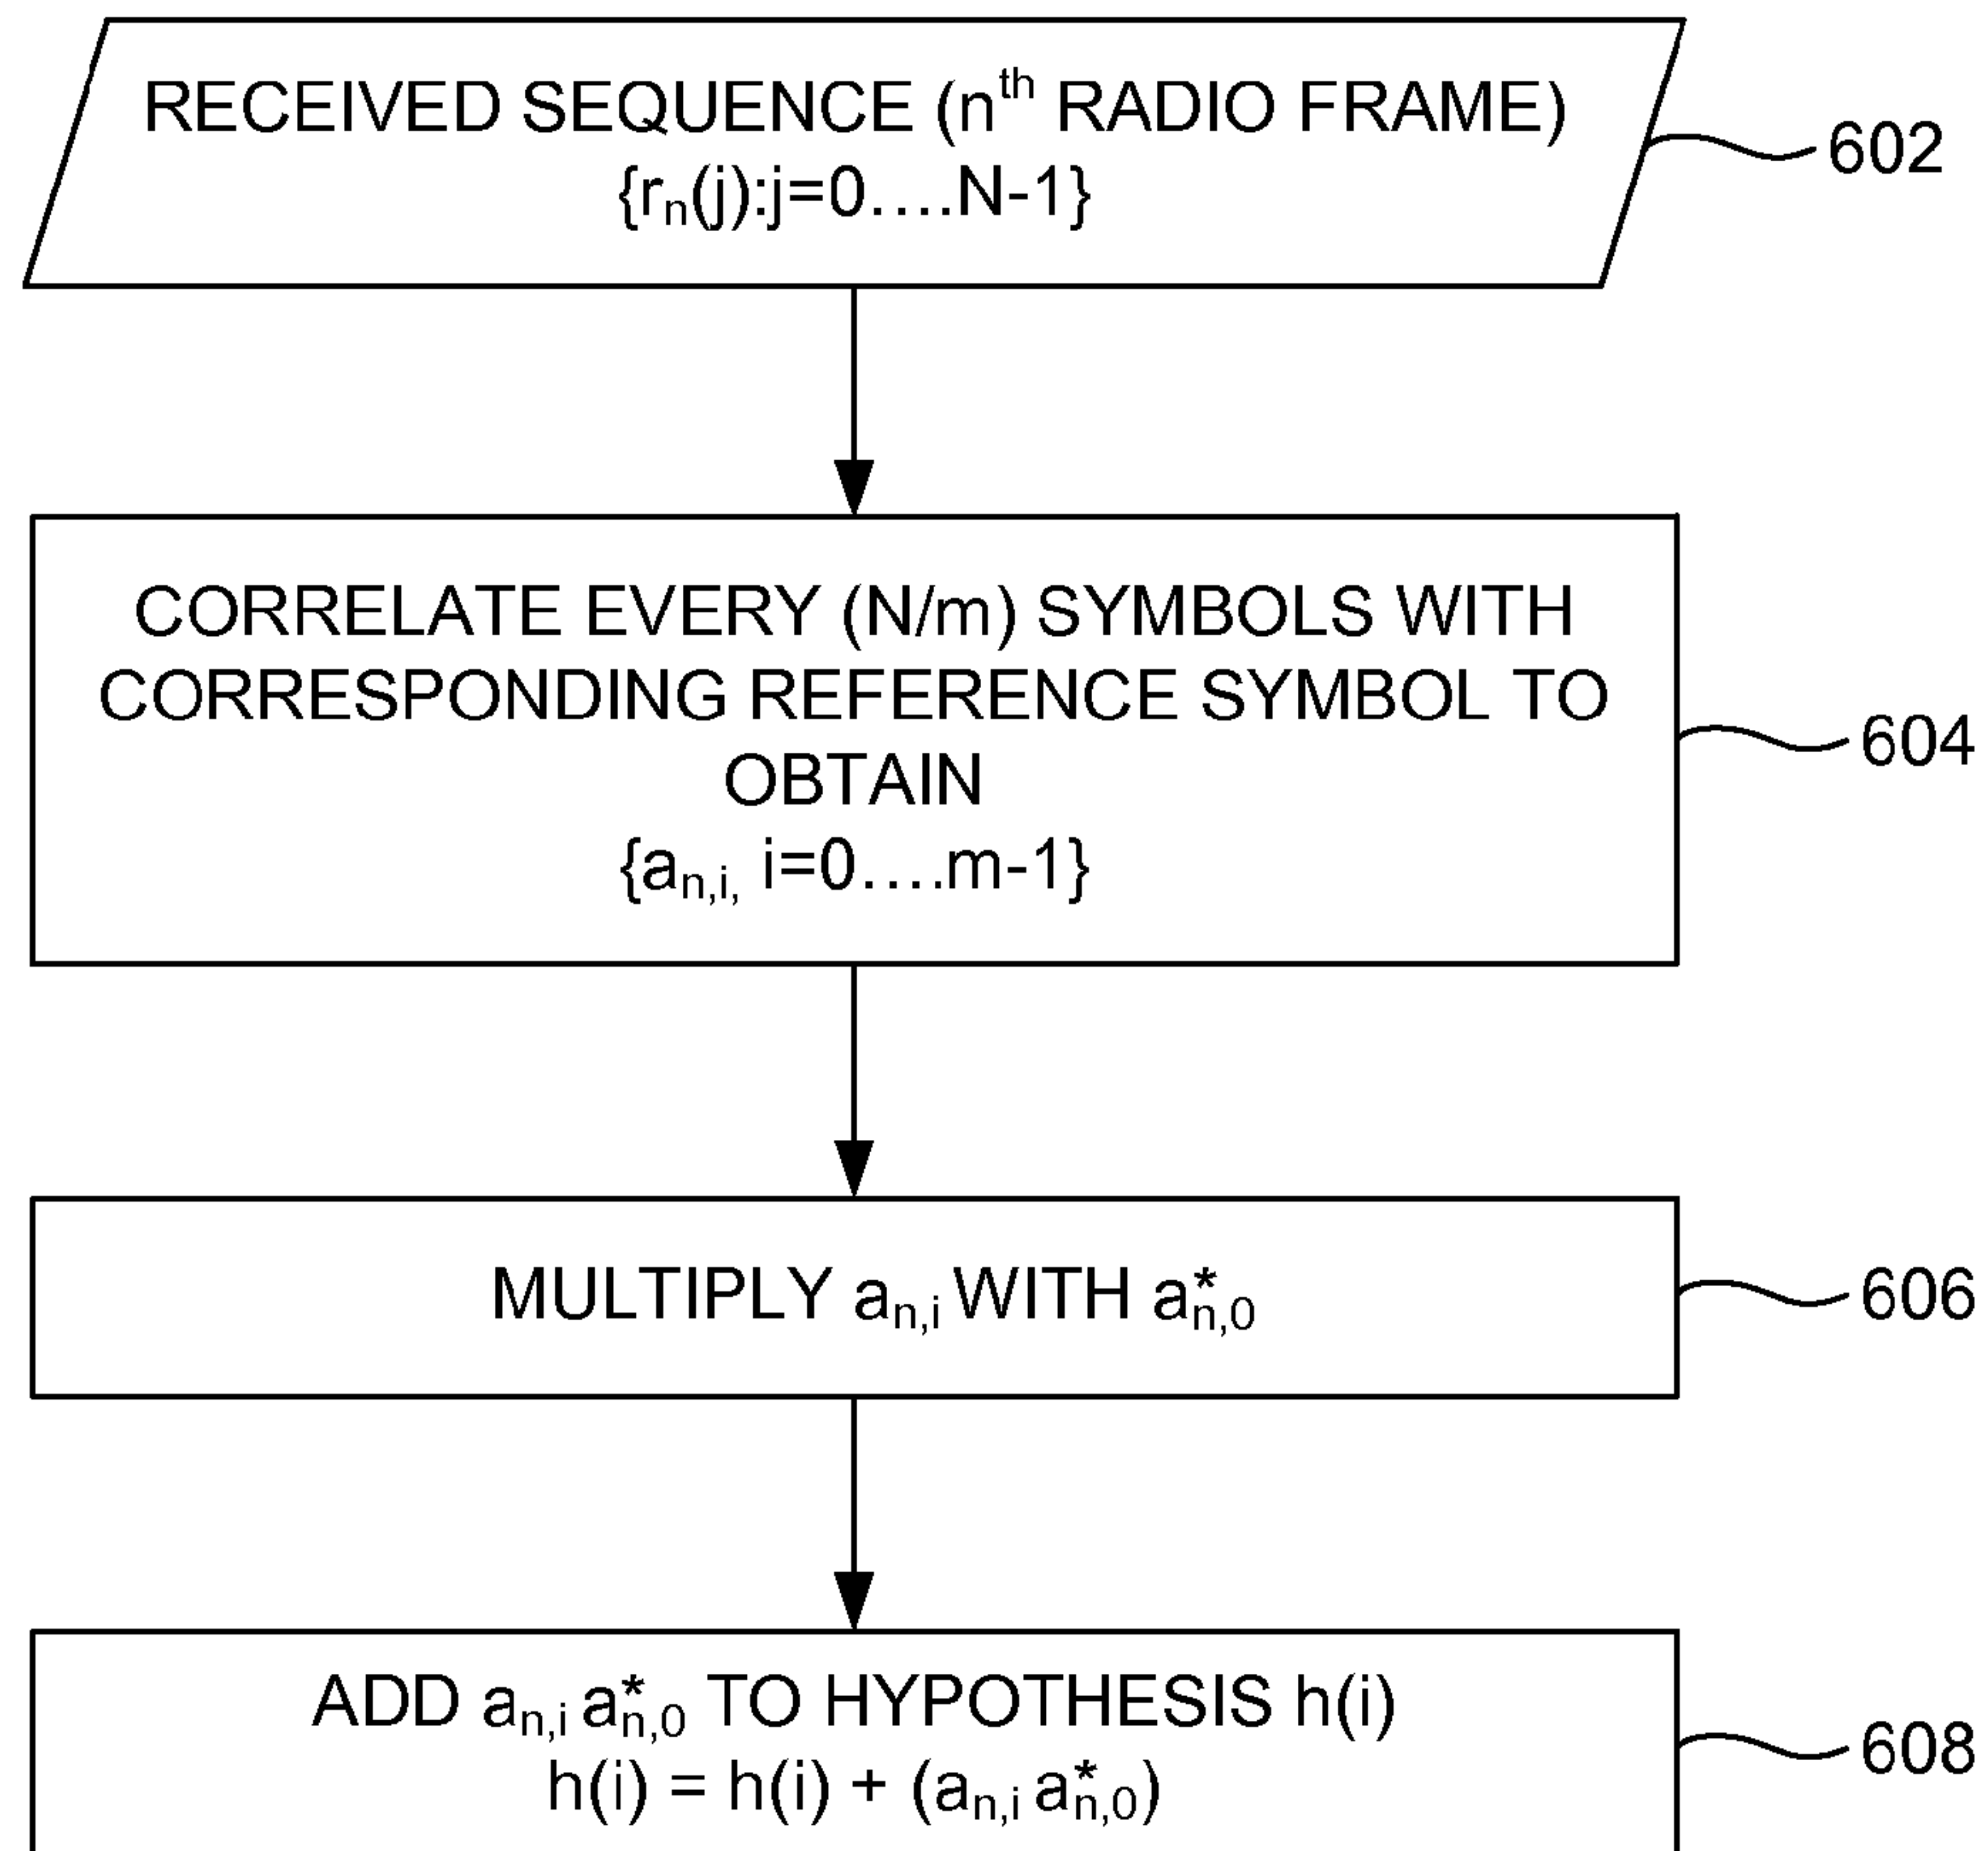 RECEIVED SEQUENCE (nth RADIO FRAME)
{rn(j):j=0....N-1}
602
CORRELATE EVERY (N/m) SYMBOLS WITH
CORRESPONDING REFERENCE SYMBOL TO
OBTAIN
{an,i, i=0....m-1}
604
MULTIPLY an,i WITH a*n,0
606
ADD an,i a*n,0 TO HYPOTHESIS h(i)
h(i) = h(i) + (an,i a*n,0)
608